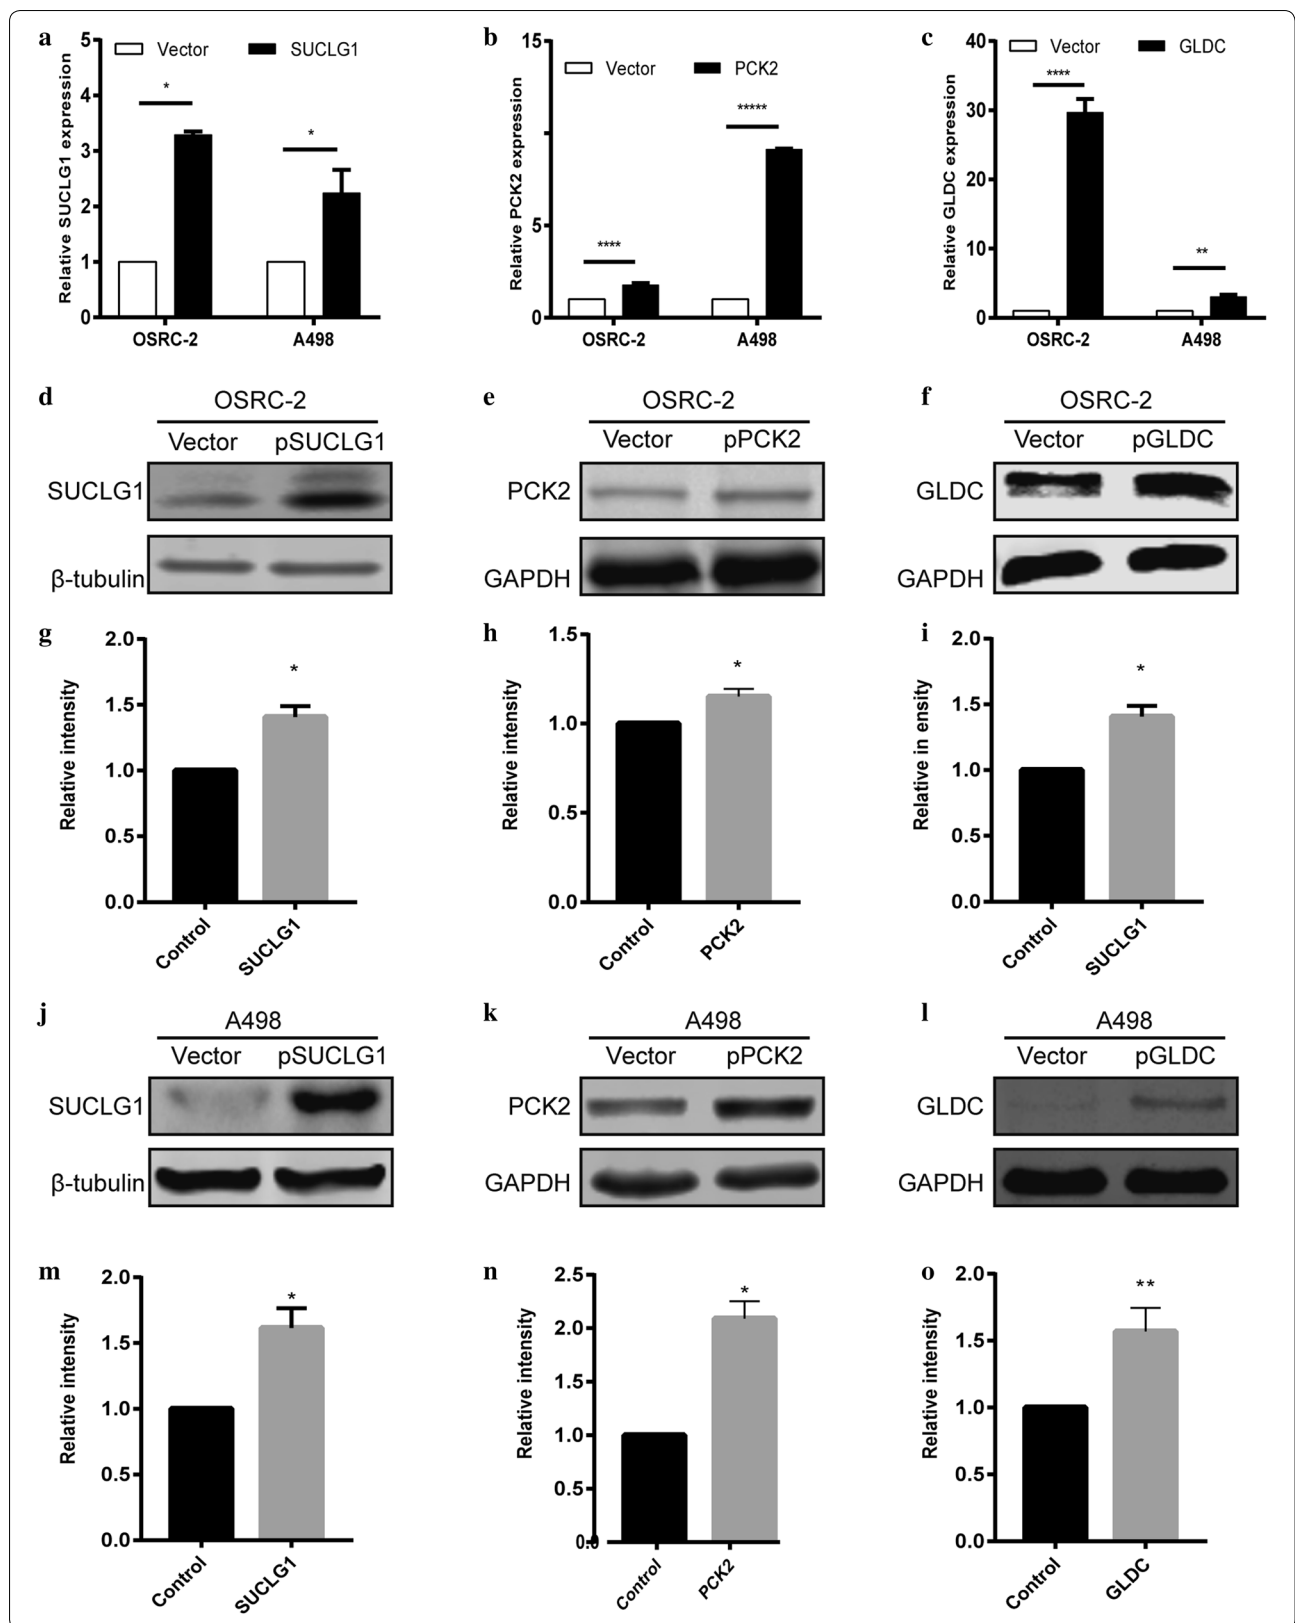 a
5
4
3
2
1
0
Relative SUCLG1 expression
Vector SUCLG1
*
*
OSRC-2 A498
b
15
5
0
Relative PCK2 expression
Vector PCK2
****
*****
OSRC-2 A498
c
40
30
20
10
0
Relative GLDC expression
Vector GLDC
****
**
OSRC-2 A498
d
OSRC-2
Vector pSUCLG1
SUCLG1
β-tubulin
e
OSRC-2
Vector pPCK2
PCK2
GAPDH
f
OSRC-2
Vector pGLDC
GLDC
GAPDH
g
2.0
1.5
1.0
0.5
0.0
Relative intensity
*
Control SUCLG1
h
1.5
1.0
0.5
0.0
Relative intensity
*
Control PCK2
i
2.0
1.5
1.0
0.5
0.0
Relative in ensity
*
Control SUCLG1
j
A498
Vector pSUCLG1
SUCLG1
β-tubulin
k
A498
Vector pPCK2
PCK2
GAPDH
l
A498
Vector pGLDC
GLDC
GAPDH
m
2.0
1.5
1.0
0.5
0.0
Relative intensity
*
Control SUCLG1
n
2.5
2.0
1.5
1.0
0.5
0.0
Relative intensity
*
Control PCK2
o
2.0
1.5
1.0
0.5
0.0
Relative intensity
**
Control GLDC